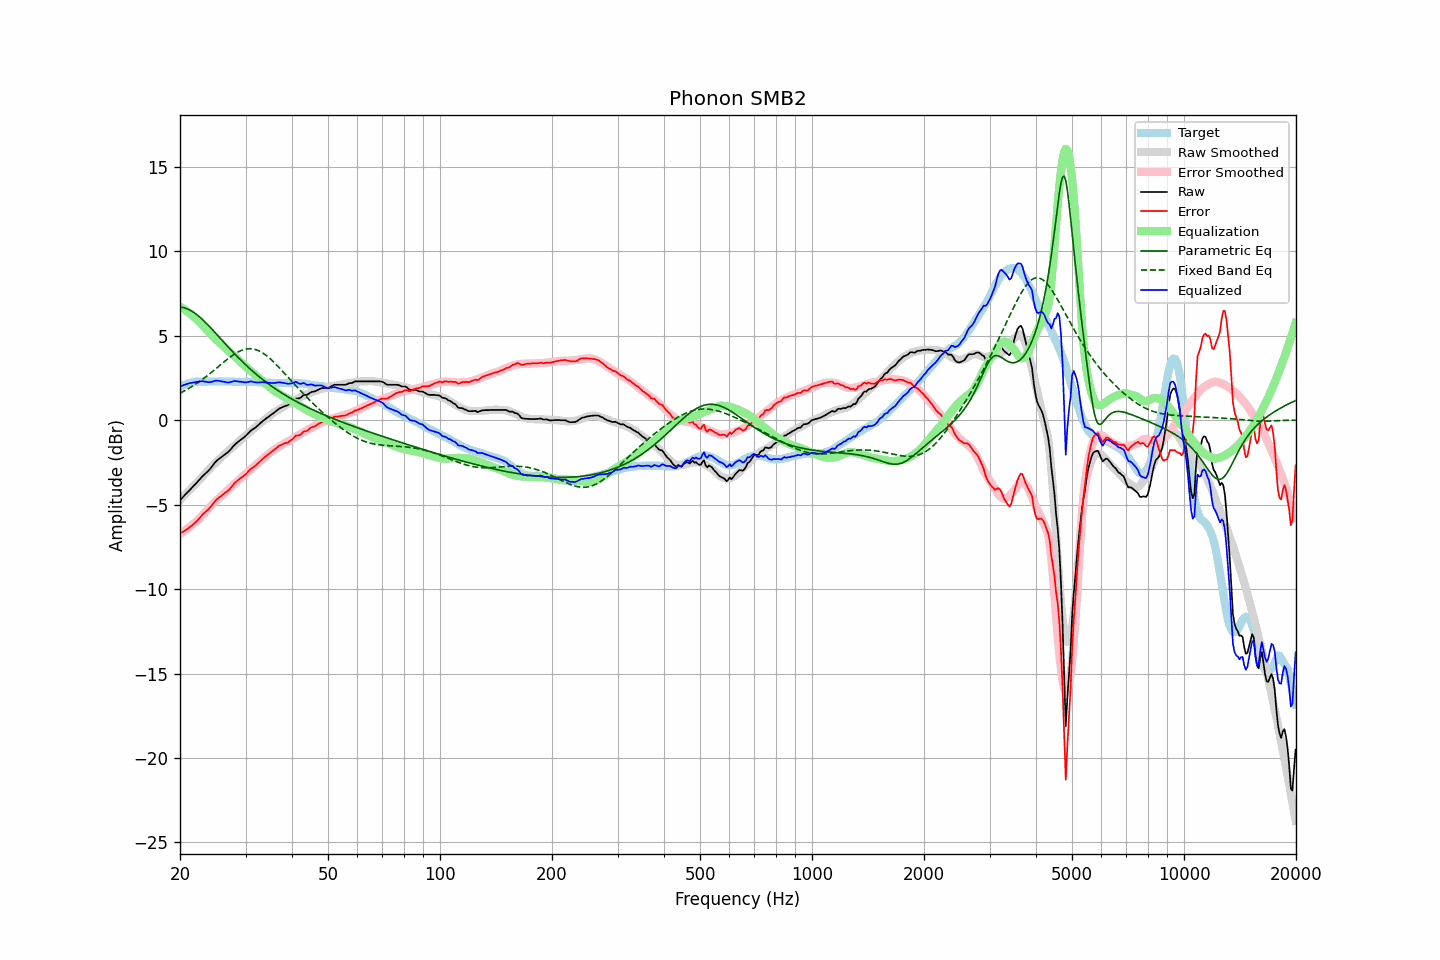 Phonon SMB2
Target
Raw Smoothed
Error Smoothed
Raw
Error
Equalization
Parametric Eq
Fixed Band Eq
Equalized
15
10
5
0
−5
−10
−15
−20
−25
Amplitude (dBr)
20 50 100 200 500 1000 2000 5000 10000 20000
Frequency (Hz)